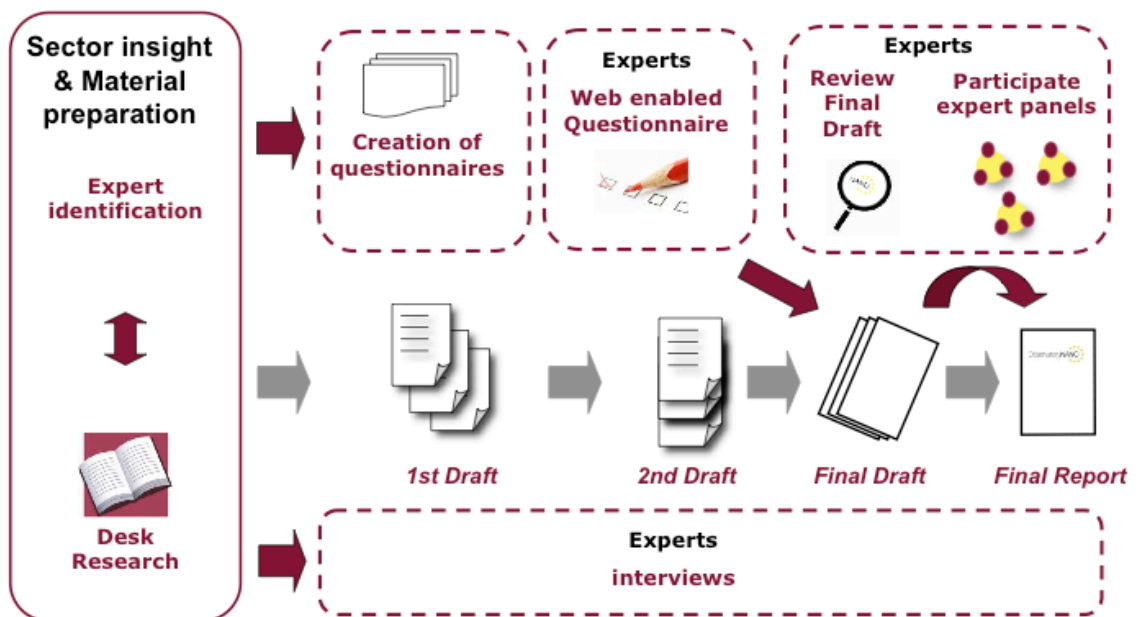 Sector insight
& Material
preparation
Expert
identification
Desk
Research
Creation of
questionnaires
Experts
Web enabled
Questionnaire
Experts
Review
Final
Draft
Participate
expert panels
1st Draft
2nd Draft
Final Draft
Final Report
ObservatoryNANO
Experts
interviews